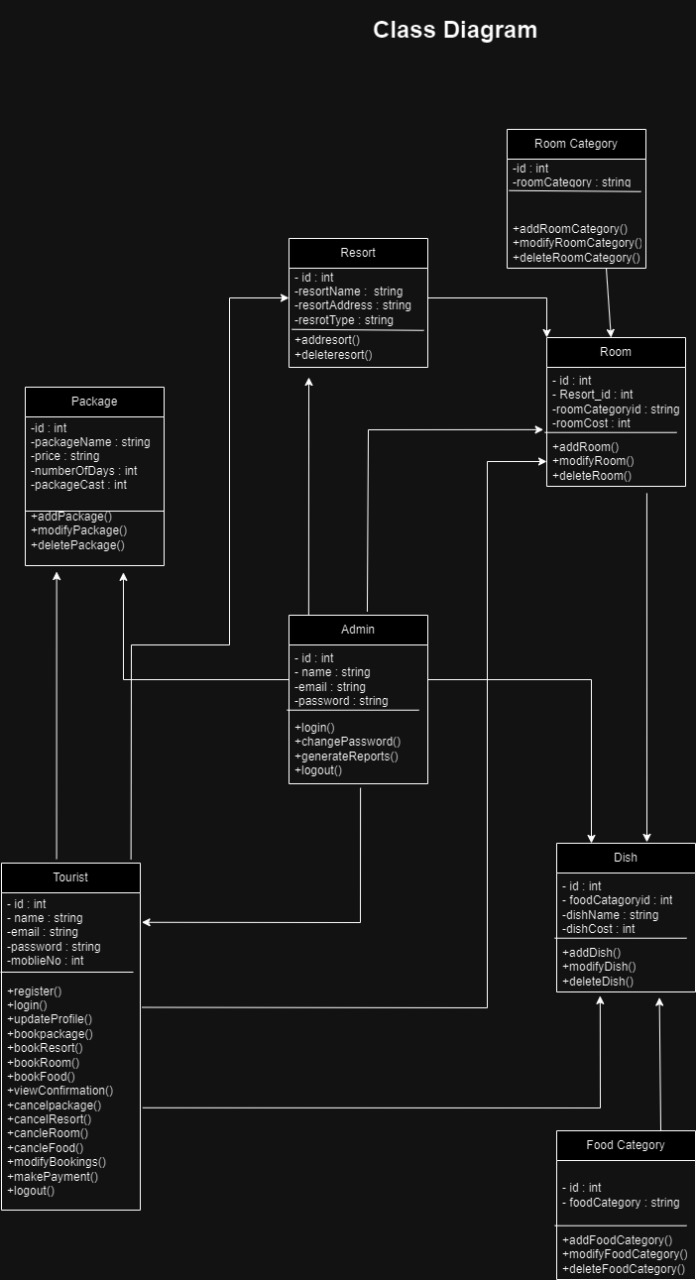 Class Diagram
Room Category
-id : int
-roomCategory : string
+addRoomCategory()
+modifyRoomCategory()
+deleteRoomCategory()
Resort
- id : int
-resortName : string
-resortAddress : string
-resrotType : string
+addresort()
+deleteresort()
Room
- id : int
- Resort_id : int
-roomCategoryid : string
-roomCost : int
+addRoom()
+modifyRoom()
+deleteRoom()
Package
-id : int
-packageName : string
-price : string
-numberOfDays : int
-packageCast : int
+addPackage()
+modifyPackage()
+deletePackage()
Admin
- id : int
- name : string
-email : string
-password : string
+login()
+changePassword()
+generateReports()
+logout()
Tourist
- id : int
- name : string
-email : string
-password : string
-moblieNo : int
+register()
+login()
+updateProfile()
+bookpackage()
+bookResort()
+bookRoom()
+bookFood()
+viewConfirmation()
+cancelpackage()
+cancelResort()
+cancleRoom()
+cancleFood()
+modifyBookings()
+makePayment()
+logout()
Dish
- id : int
- foodCatagoryid : int
-dishName : string
-dishCost : int
+addDish()
+modifyDish()
+deleteDish()
Food Category
- id : int
- foodCategory : string
+addFoodCategory()
+modifyFoodCategory()
+deleteFoodCategory()